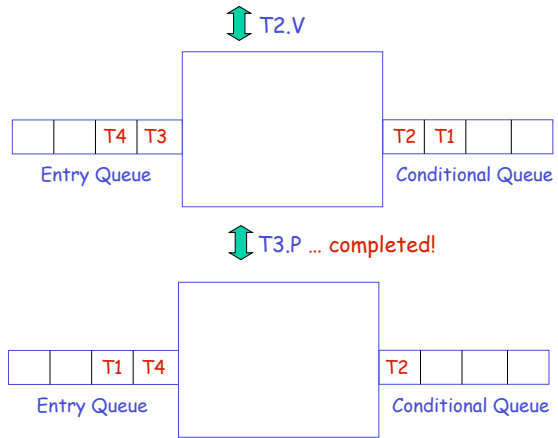 T2.V
T4 T3 T2 T1
Entry Queue Conditional Queue
T3.P ... completed!
T1 T4 T2
Entry Queue Conditional Queue